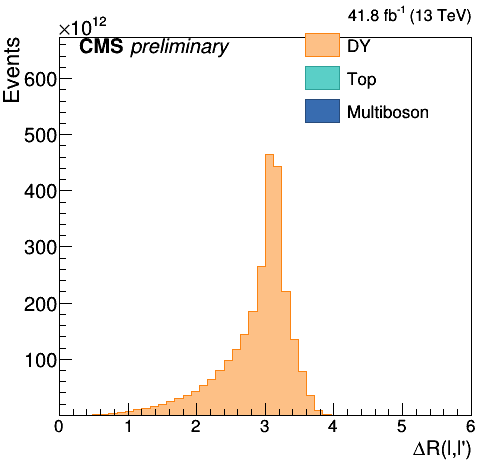 41.8 fb⁻¹ (13 TeV)
×10¹²
CMS preliminary
Events
DY
Top
Multiboson
600
500
400
300
200
100
0 1 2 3 4 5 6
ΔR(l,l')